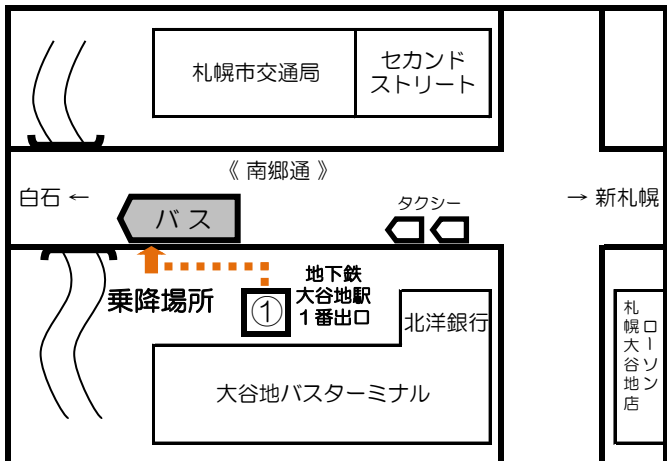 札幌市交通局
セカンド
ストリート
《 南郷通 》
白石 ←
→ 新札幌
バス
タクシー
乗降場所
①
地下鉄
大谷地駅
1番出口
北洋銀行
大谷地バスターミナル
ローソン
札幌大谷地店